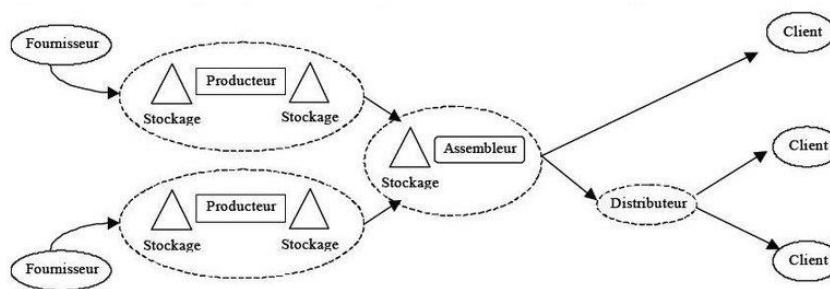 Fournisseur
Producteur
Stockage
Stockage
Producteur
Stockage
Stockage
Fournisseur
Assembleur
Stockage
Distributeur
Client
Client
Client